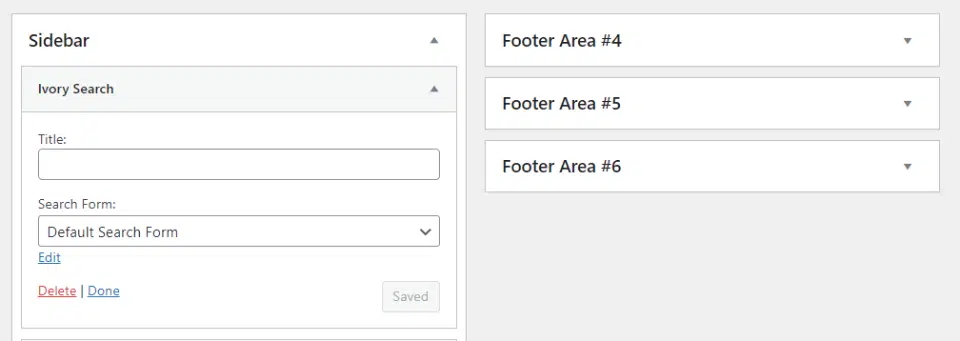 Sidebar
Ivory Search
Title:
Search Form:
Default Search Form
Edit
Delete | Done
Saved
Footer Area #4
Footer Area #5
Footer Area #6